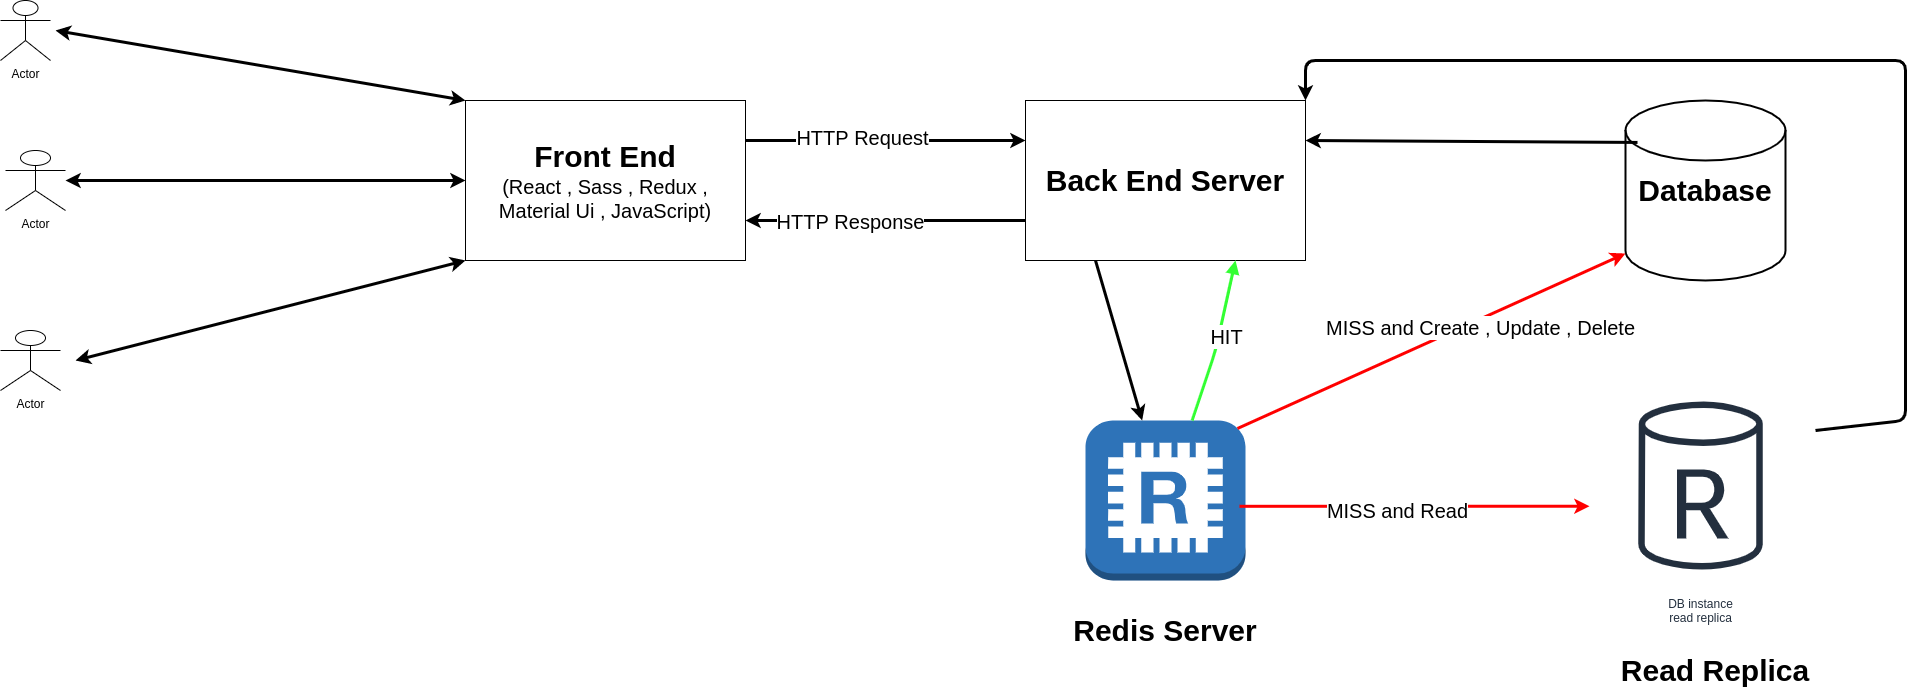 Actor
Actor
Actor
Front End
(React , Sass , Redux ,
Material Ui , JavaScript)
HTTP Request
HTTP Response
Back End Server
Database
HIT
MISS and Create , Update , Delete
MISS and Read
R
Redis Server
R
DB instance
read replica
Read Replica